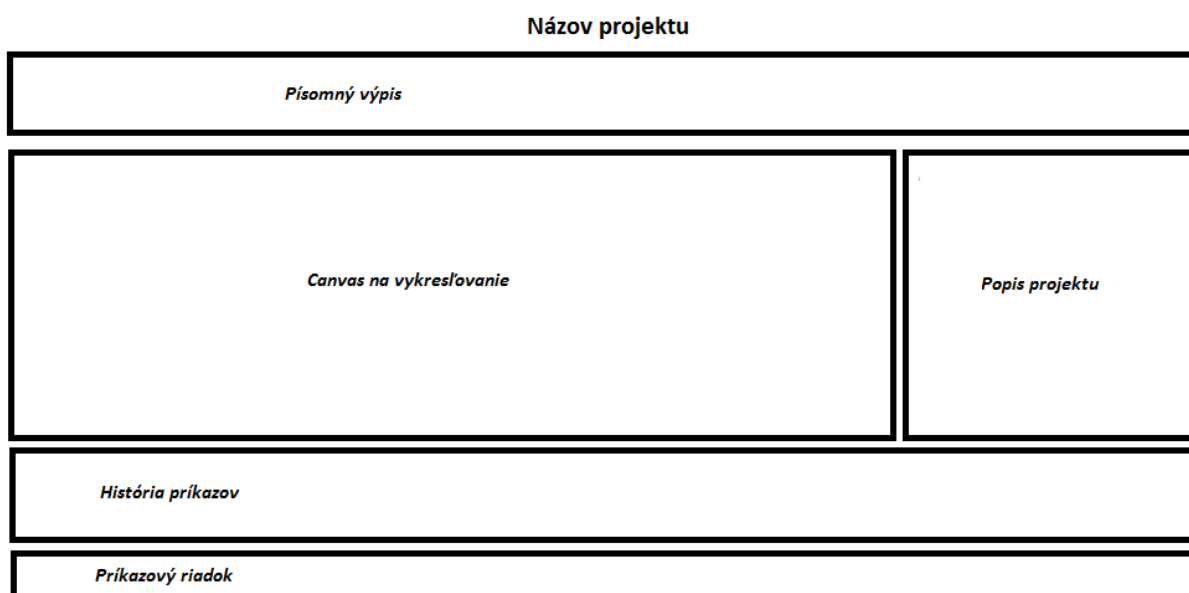 Názov projektu
Písomný výpis
Canvas na vykresľovanie
Popis projektu
História príkazov
Príkazový riadok